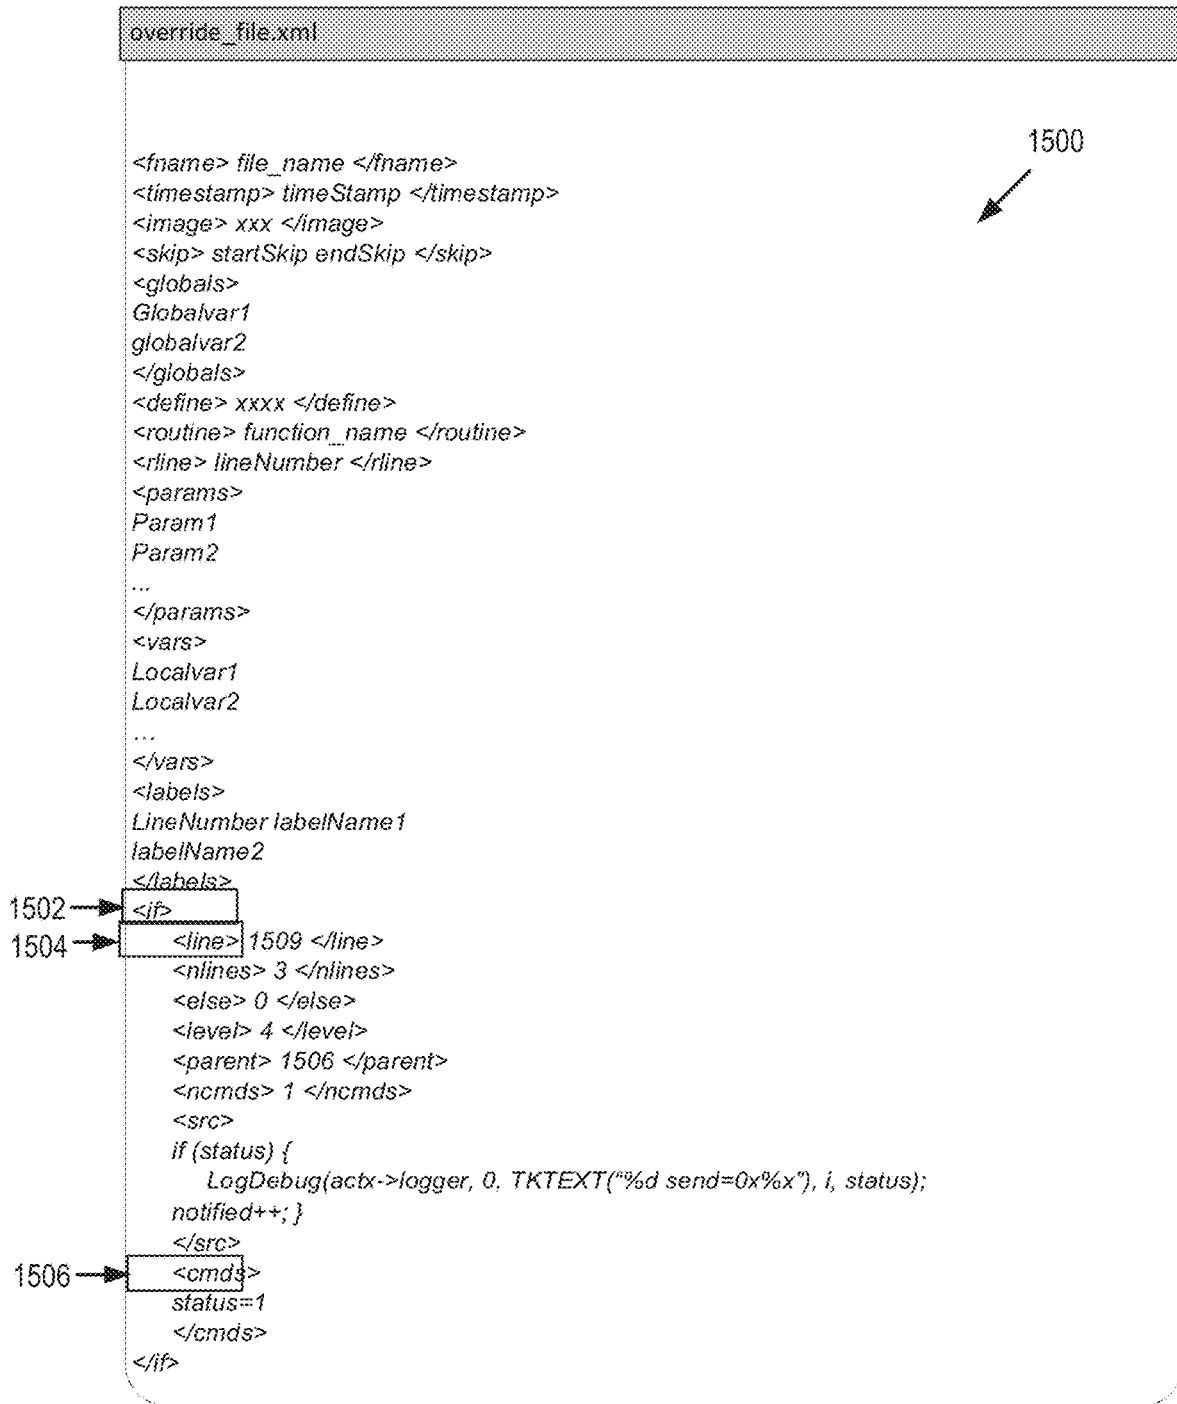 override_file.xml
1500
<fname> file_name </fname>
<timestamp> timeStamp </timestamp>
<image> xxx </image>
<skip> startSkip endSkip </skip>
<globals>
Globalvar1
globalvar2
</globals>
<define> xxxx </define>
<routine> function_name </routine>
<rline> lineNumber </rline>
<params>
Param1
Param2
...
</params>
<vars>
Localvar1
Localvar2
...
</vars>
<labels>
LineNumber labelName1
labelName2
</labels>
1502 <if>
1504 <line> 1509 </line>
<nlines> 3 </nlines>
<else> 0 </else>
<level> 4 </level>
<parent> 1506 </parent>
<ncmds> 1 </ncmds>
<src>
if (status) {
LogDebug(actx->logger, 0, TKTEXT("%d send=0x%x"), i, status);
notified++; }
</src>
1506 <cmds>
status=1
</cmds>
</if>